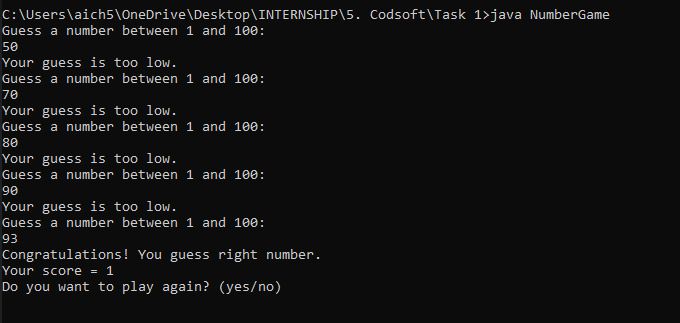 C:\Users\aich5\OneDrive\Desktop\INTERNSHIP\5. Codsoft\Task 1>java NumberGame
Guess a number between 1 and 100:
50
Your guess is too low.
Guess a number between 1 and 100:
70
Your guess is too low.
Guess a number between 1 and 100:
80
Your guess is too low.
Guess a number between 1 and 100:
90
Your guess is too low.
Guess a number between 1 and 100:
93
Congratulations! You guess right number.
Your score = 1
Do you want to play again? (yes/no)